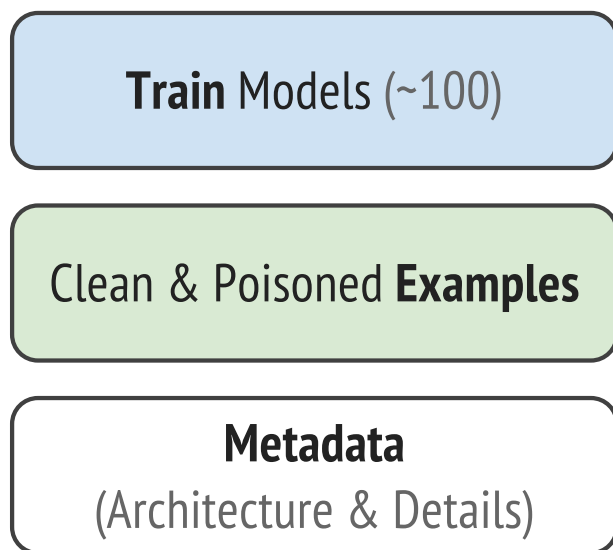 Train Models (~100)
Clean & Poisoned Examples
Metadata
(Architecture & Details)